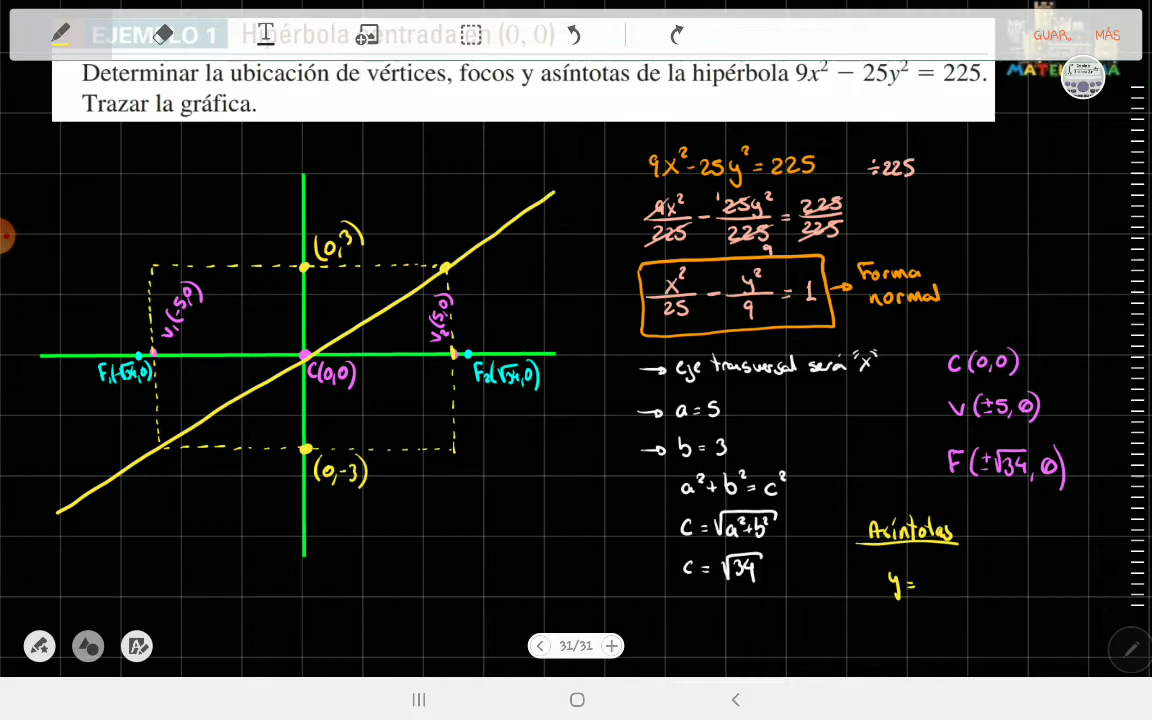 EJEMPLO 1 Hipérbola centrada en (0, 0)
GUAR. MÁS
Determinar la ubicación de vértices, focos y asíntotas de la hipérbola 9x² − 25y² = 225.
Trazar la gráfica.
9x² - 25y² = 225 ÷225
9x²/225 - 25y²/225 = 225/225
1
9
x²/25 - y²/9 = 1 → Forma normal
→ eje trasversal será "x"
→ a = 5
→ b = 3
a² + b² = c²
c = √a²+b²
c = √34
C(0,0)
V(±5, 0)
F(±√34, 0)
Asíntotas
y =
(0,3)
V₁(-5,0)
V₂(5,0)
F₁(-√34,0)
C(0,0)
F₂(√34,0)
(0,-3)
31/31